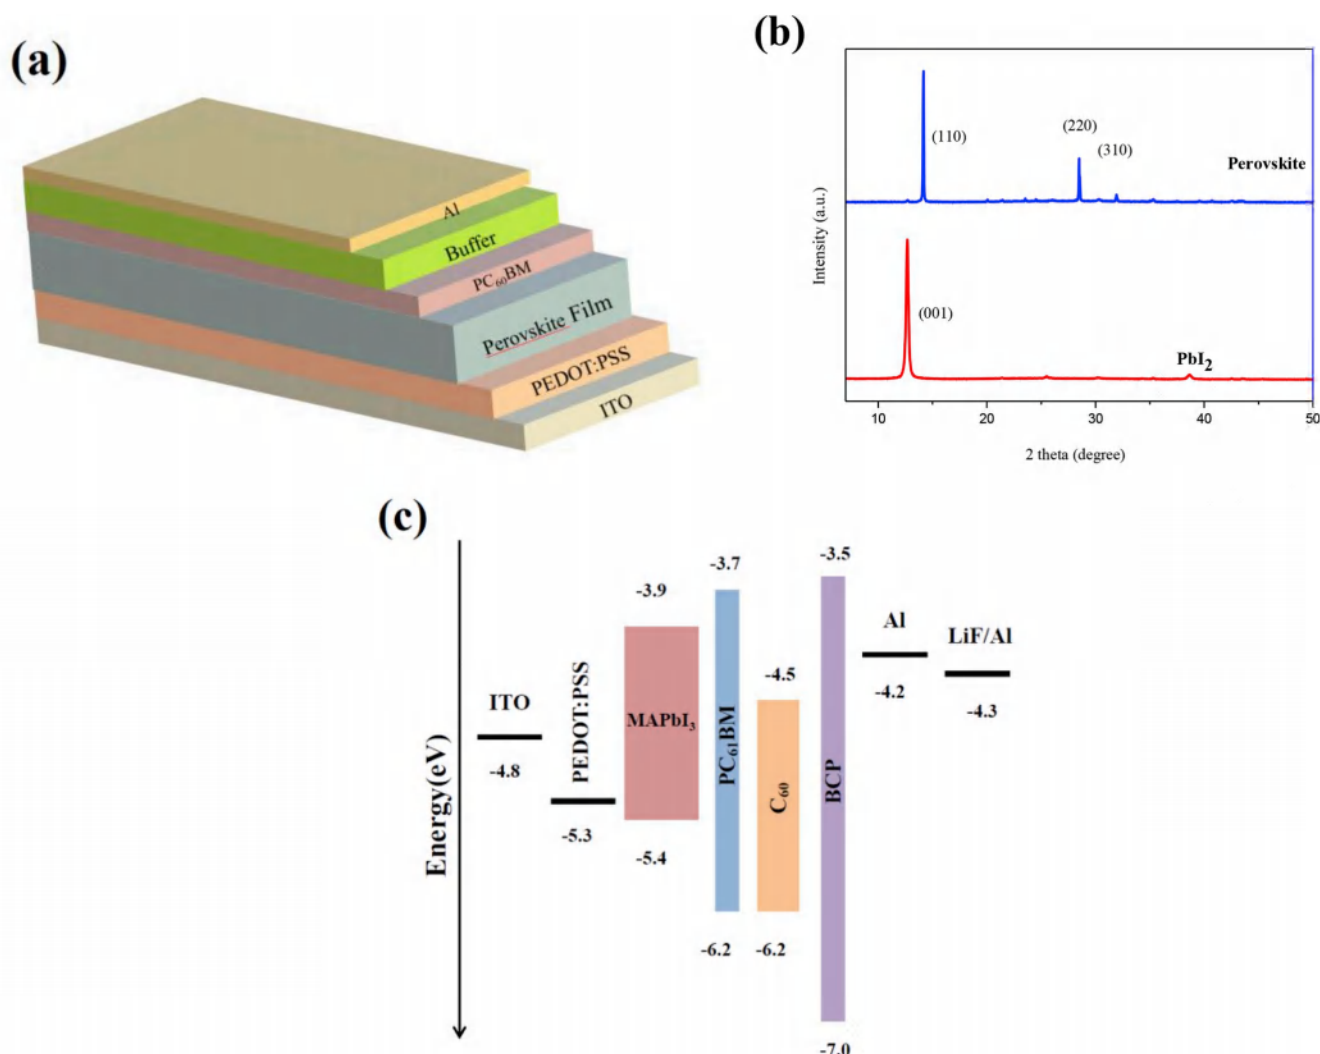 (a)
Al
Buffer
PC₆₀BM
Perovskite Film
PEDOT:PSS
ITO
(b)
Intensity (a.u.)
(110)
(220)
(310)
Perovskite
(001)
PbI₂
10
20
30
40
50
2 theta (degree)
(c)
Energy(eV)
ITO
-4.8
PEDOT:PSS
-5.3
-3.9
MAPbI₃
-5.4
-3.7
PC₆₁BM
-6.2
-4.5
C₆₀
-6.2
-3.5
BCP
-7.0
Al
-4.2
LiF/Al
-4.3